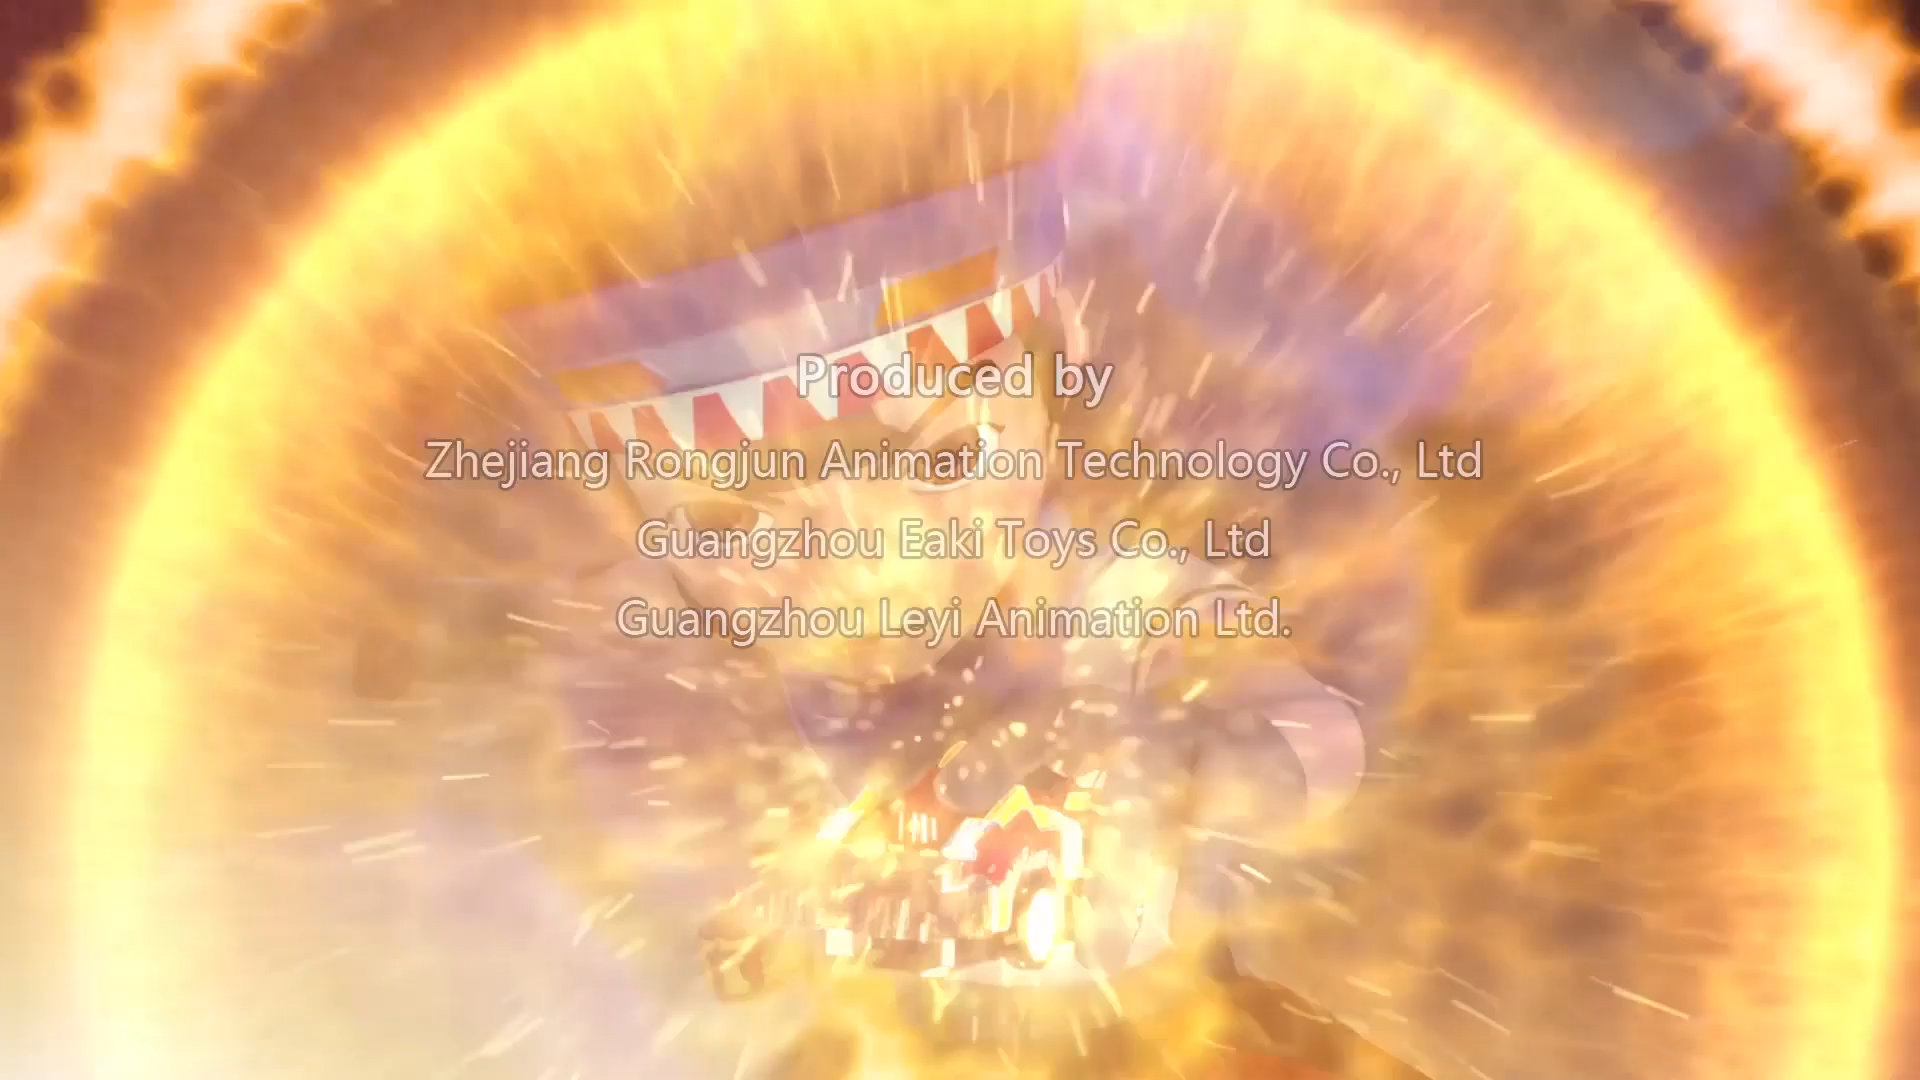 Produced by
Zhejiang Rongjun Animation Technology Co., Ltd
Guangzhou Eaki Toys Co., Ltd
Guangzhou Leyi Animation Ltd.